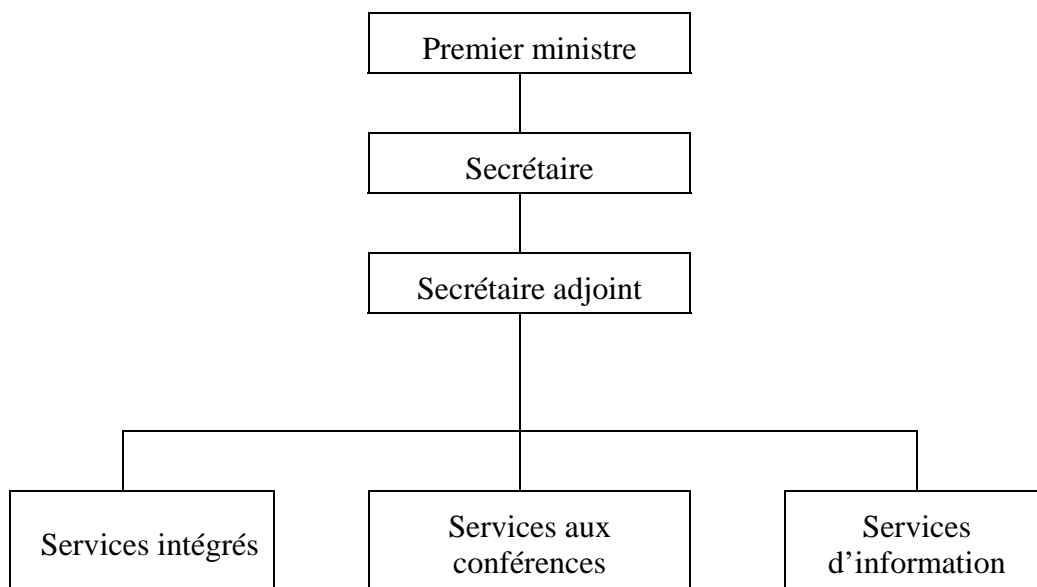 Premier ministre
Secrétaire
Secrétaire adjoint
Services intégrés
Services aux
conférences
Services
d’information